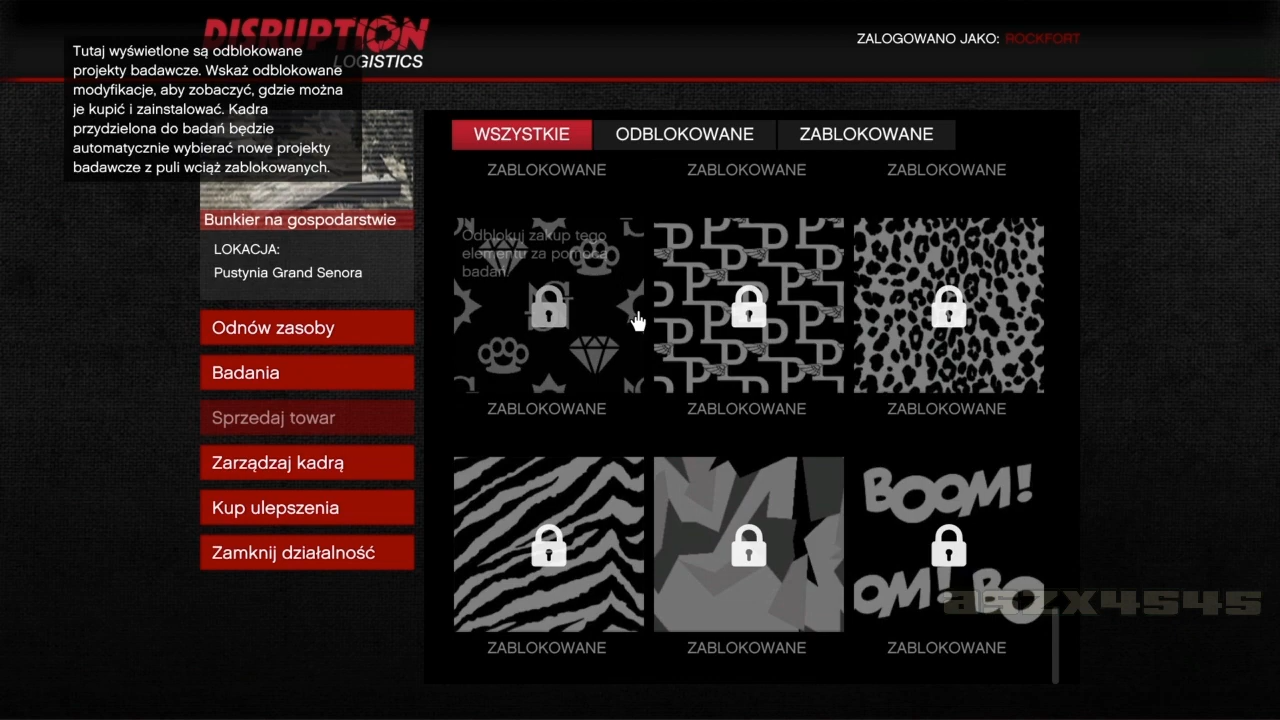 DISRUPTION
LOGISTICS
ZALOGOWANO JAKO: ROCKFORT
Tutaj wyświetlone są odblokowane
projekty badawcze. Wskaż odblokowane
modyfikacje, aby zobaczyć, gdzie można
je kupić i zainstalować. Kadra
przydzielona do badań będzie
automatycznie wybierać nowe projekty
badawcze z puli wciąż zablokowanych.
Bunkier na gospodarstwie
LOKACJA:
Pustynia Grand Senora
Odnów zasoby
Badania
Sprzedaj towar
Zarządzaj kadrą
Kup ulepszenia
Zamknij działalność
WSZYSTKIE ODBLOKOWANE ZABLOKOWANE
ZABLOKOWANE ZABLOKOWANE ZABLOKOWANE
Odblokuj zakup tego
elementu za pomocą
badań.
ZABLOKOWANE ZABLOKOWANE ZABLOKOWANE
BOOM!
OM! BO
aszx4545
ZABLOKOWANE ZABLOKOWANE ZABLOKOWANE